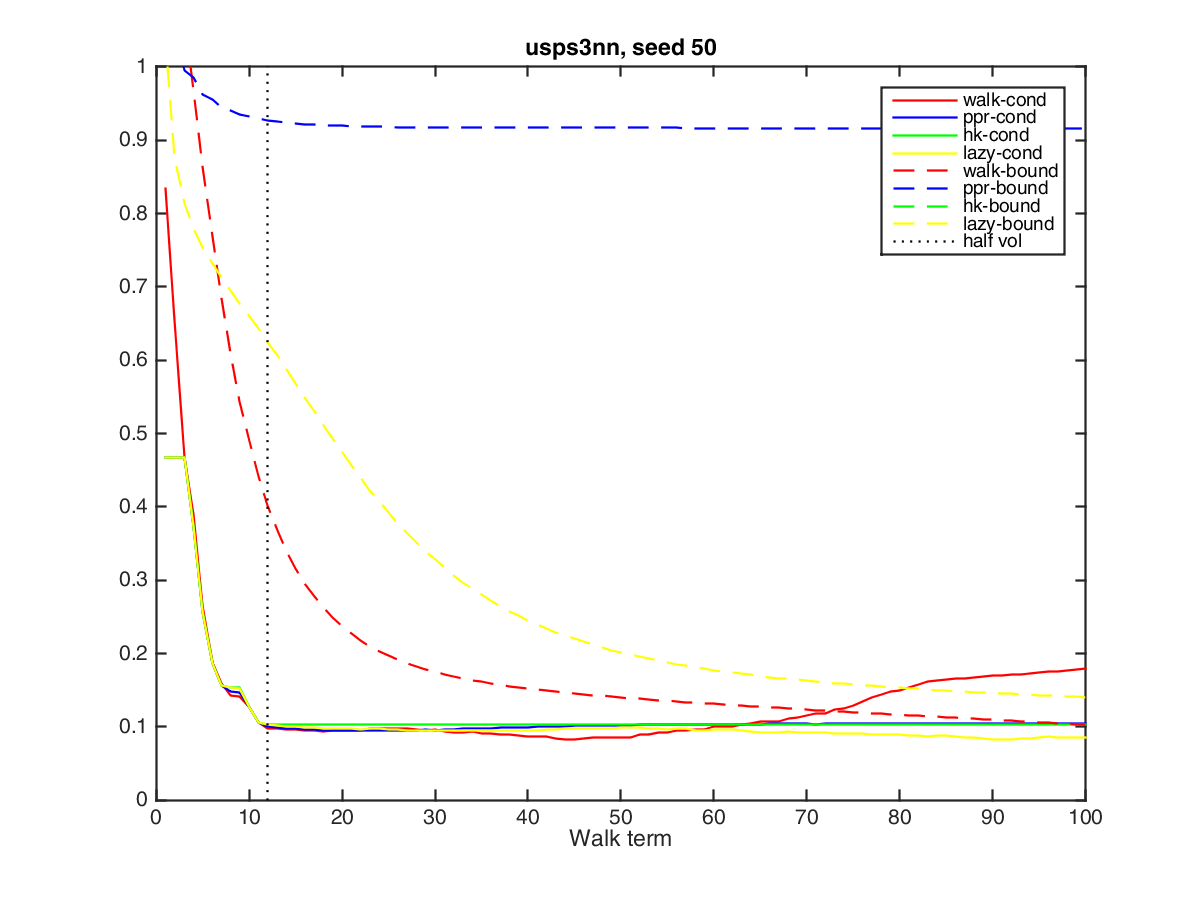 usps3nn, seed 50
1
0.9
0.8
0.7
0.6
0.5
0.4
0.3
0.2
0.1
0
walk-cond
ppr-cond
hk-cond
lazy-cond
walk-bound
ppr-bound
hk-bound
lazy-bound
half vol
0 10 20 30 40 50 60 70 80 90 100
Walk term